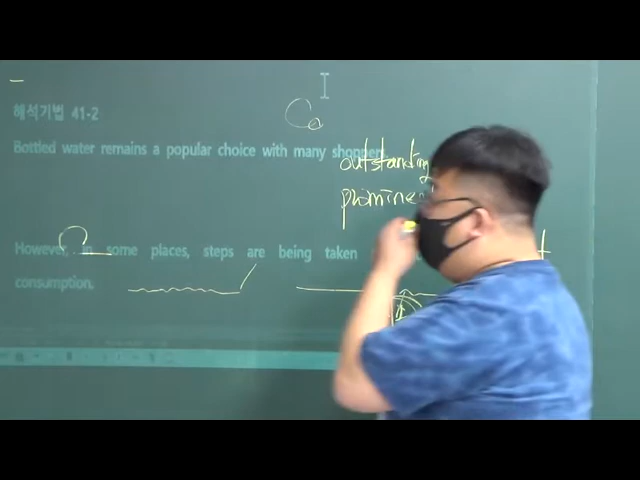 해석기법 41-2
Ca
Bottled water remains a popular choice with many shoppers.
outstanding
However, in some places, steps are being taken
consumption.